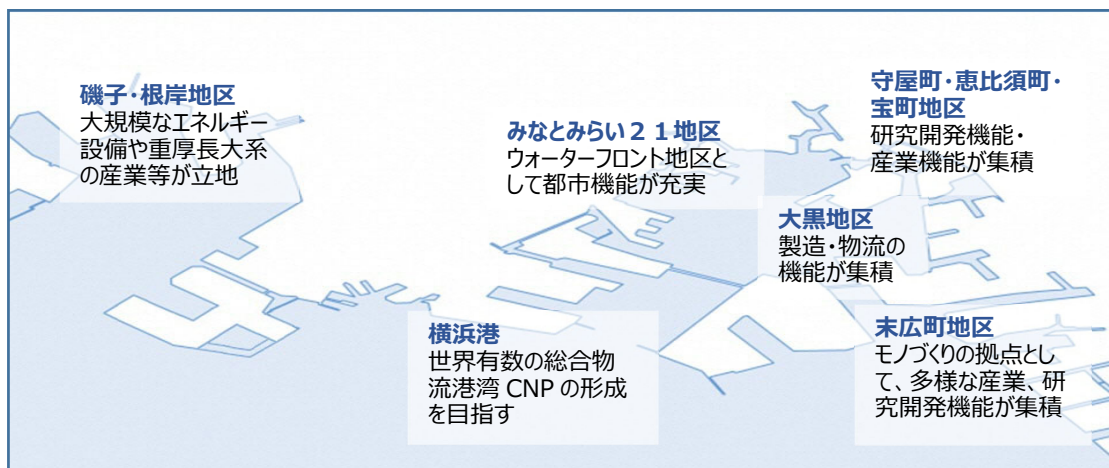 磯子・根岸地区
大規模なエネルギー
設備や重厚長大系
の産業等が立地
みなとみらい２１地区
ウォーターフロント地区と
して都市機能が充実
守屋町・恵比須町・
宝町地区
研究開発機能・
産業機能が集積
大黒地区
製造・物流の
機能が集積
横浜港
世界有数の総合物
流港湾 CNP の形成
を目指す
末広町地区
モノづくりの拠点とし
て、多様な産業、研
究開発機能が集積